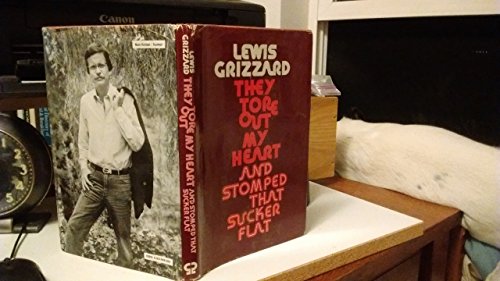 Canon
LEWIS
GRIZZARD
THEY
TORE
OUT
MY
HEART
AND
STOMPED
THAT
SUCKER
FLAT
LEWIS
GRIZZARD
THEY TORE MY HEART AND STOMPED THAT
OUT SUCKER FLAT